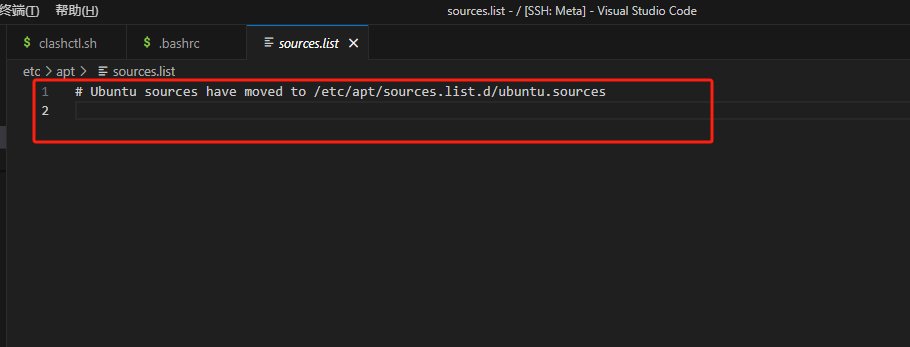 终端(T) 帮助(H) sources.list - / [SSH: Meta] - Visual Studio Code
$ clashctl.sh $ .bashrc sources.list ×
etc > apt > sources.list
1 # Ubuntu sources have moved to /etc/apt/sources.list.d/ubuntu.sources
2